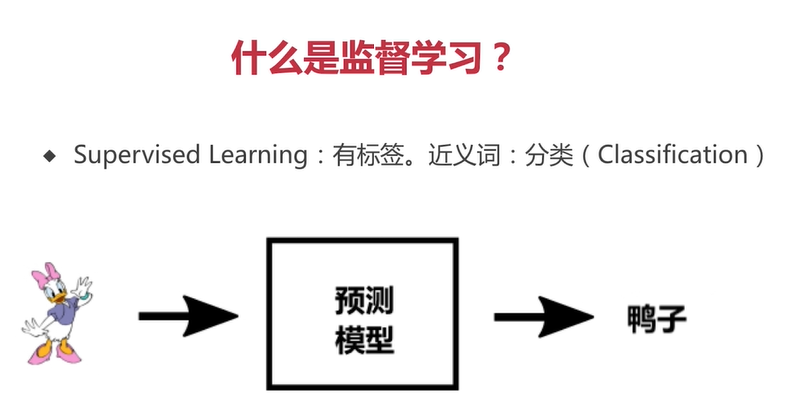 什么是监督学习？
◆ Supervised Learning：有标签。近义词：分类（Classification）
预测
模型
鸭子